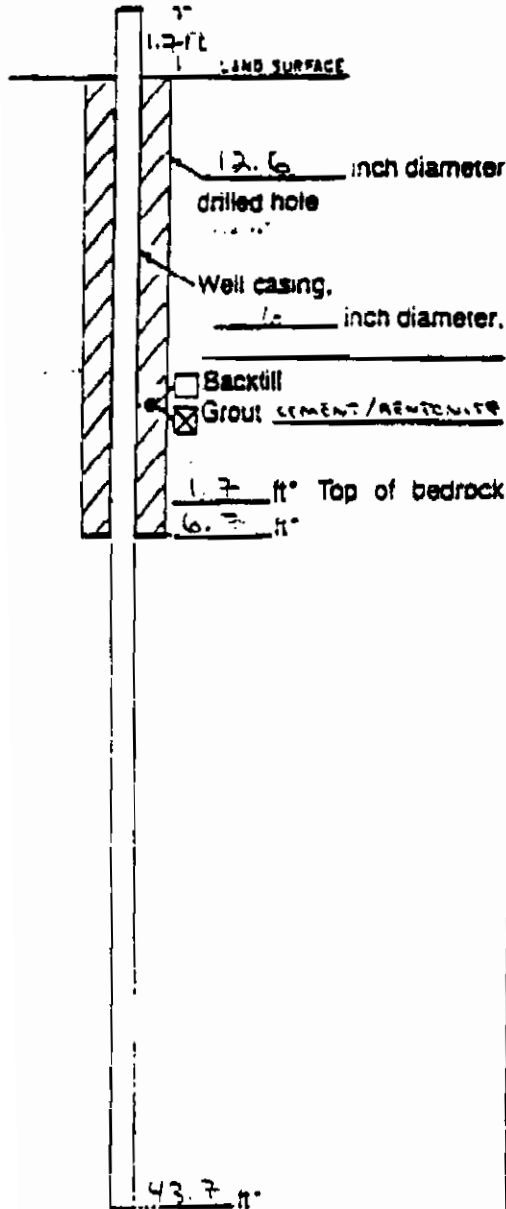 1.7 ft
LAND SURFACE
12.6 inch diameter
drilled hole
Well casing,
inch diameter.
Backfill
Grout CEMENT/BENTONITE
1.7 ft* Top of bedrock
6.7 ft*
43.7 ft*